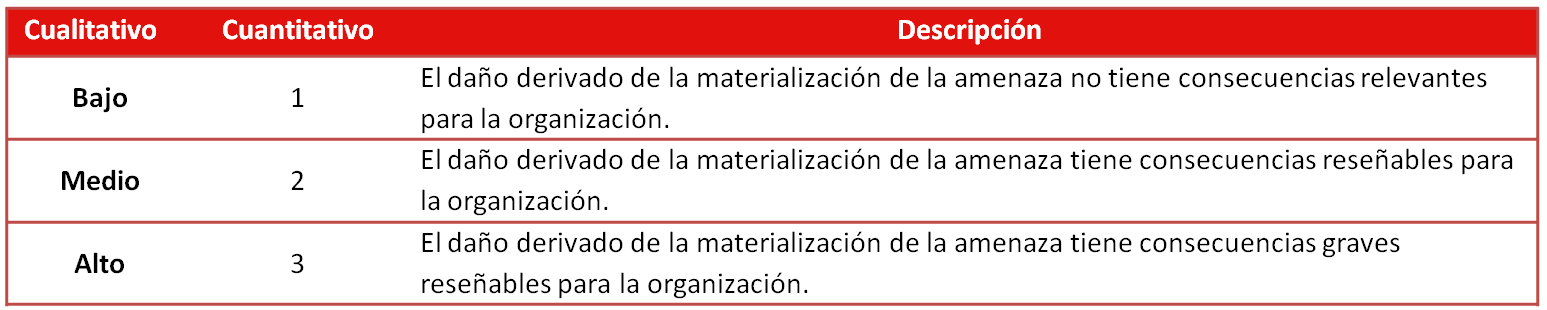 Cualitativo Cuantitativo Descripción
El daño derivado de la materialización de la amenaza no tiene consecuencias relevantes
Bajo 1
para la organización.
El daño derivado de la materialización de la amenaza tiene consecuencias reseñables para
Medio 2
la organización.
El daño derivado de la materialización de la amenaza tiene consecuencias graves
Alto 3
reseñables para la organización.